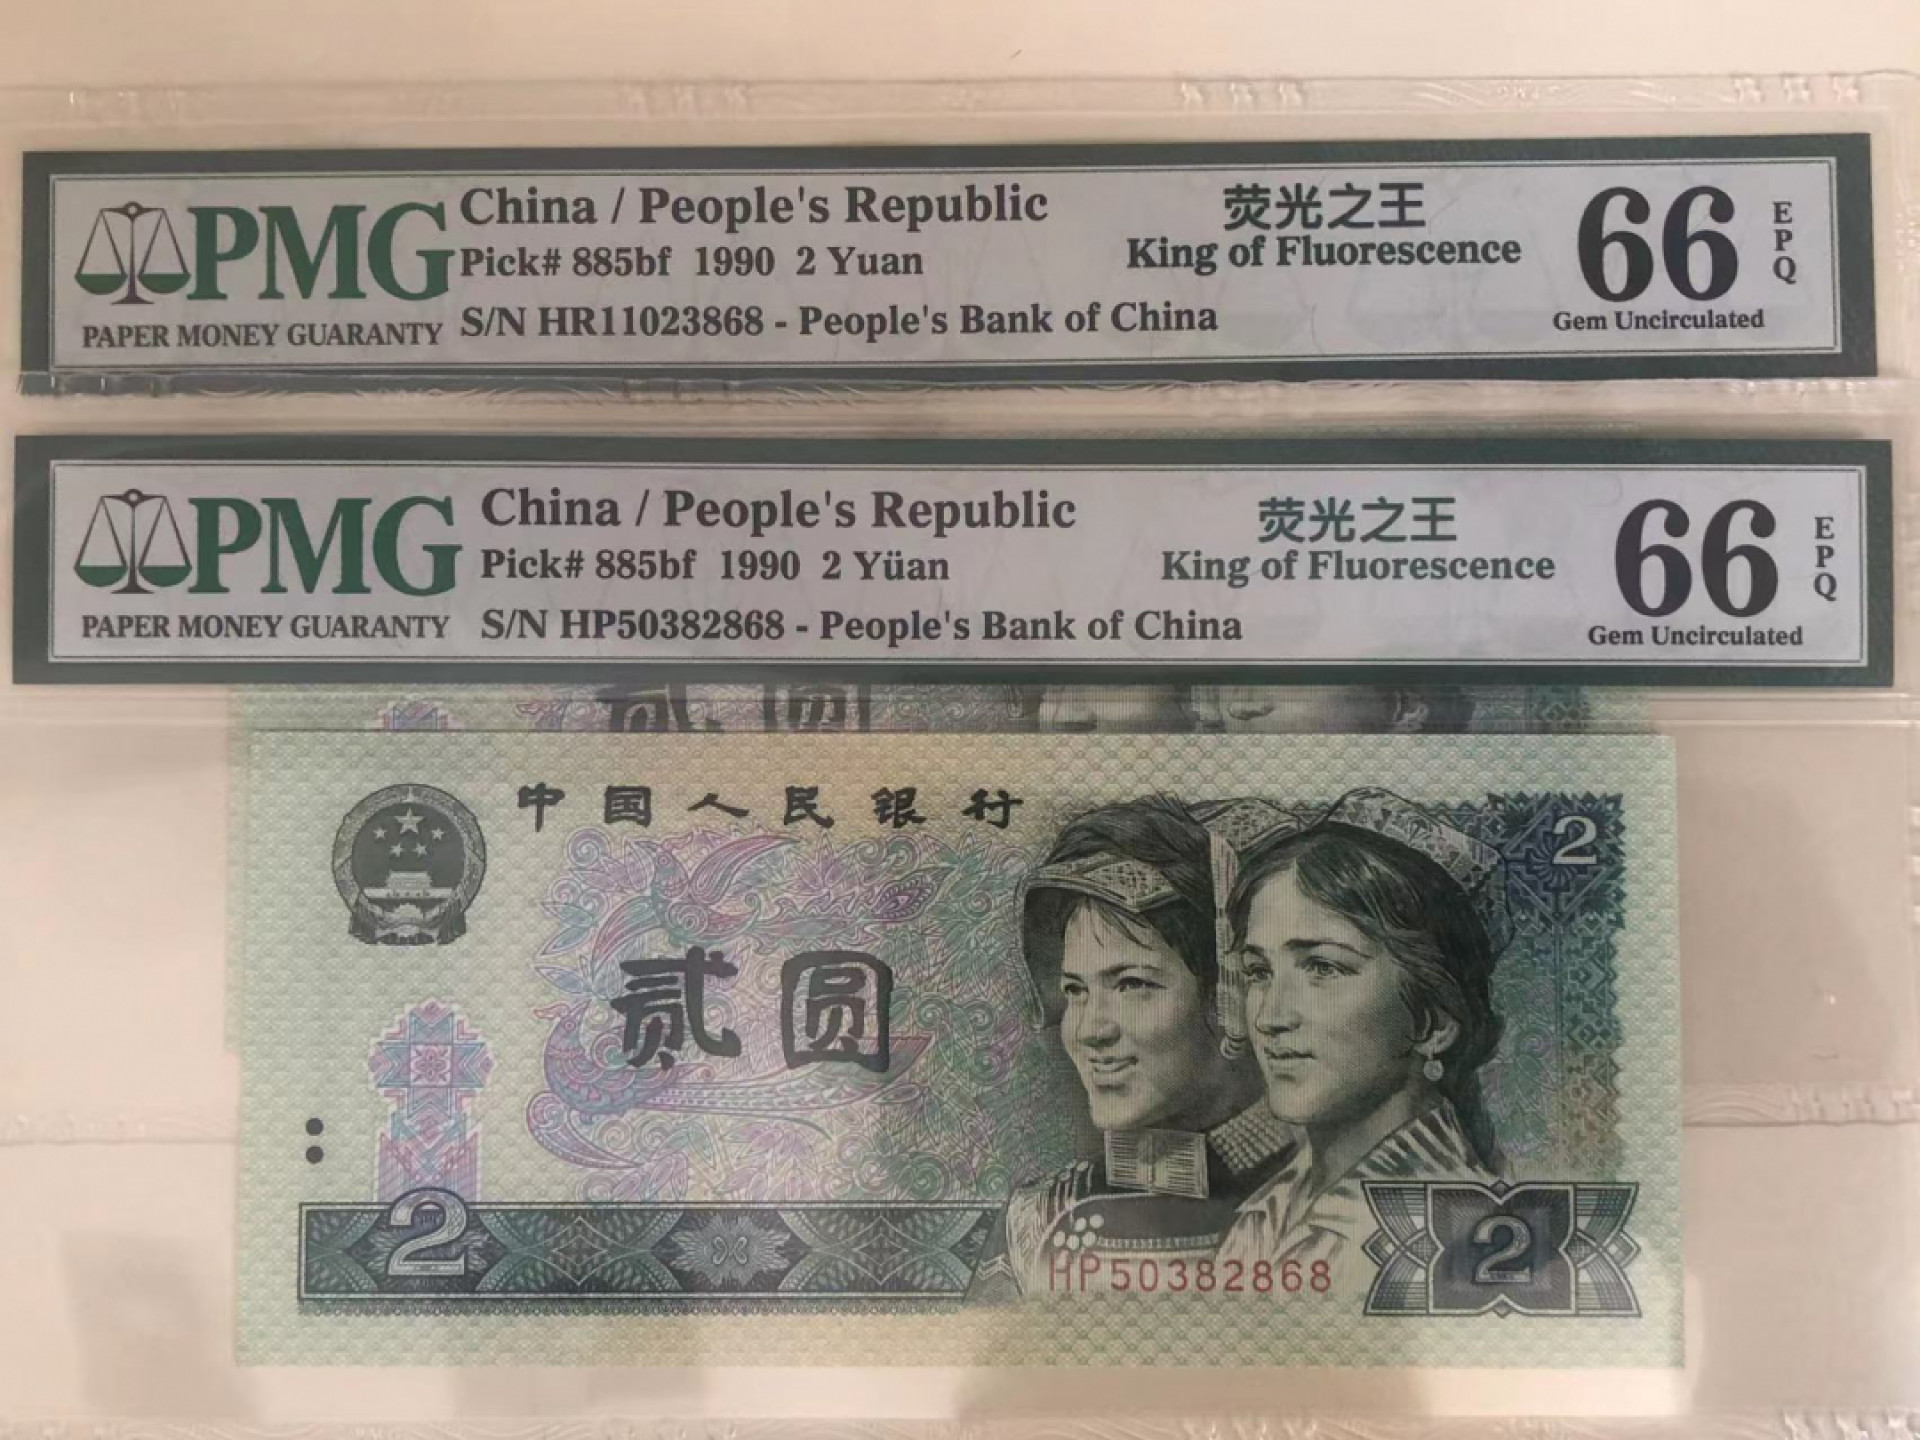 PMG
PAPER MONEY GUARANTY
China / People's Republic
Pick# 885bf 1990 2 Yuan
S/N HR11023868 - People's Bank of China
荧光之王
King of Fluorescence
66
EPQ
Gem Uncirculated
PMG
PAPER MONEY GUARANTY
China / People's Republic
Pick# 885bf 1990 2 Yüan
S/N HP50382868 - People's Bank of China
荧光之王
King of Fluorescence
66
EPQ
Gem Uncirculated
贰圆
中国人民银行
2
贰圆
2
HP50382868
2